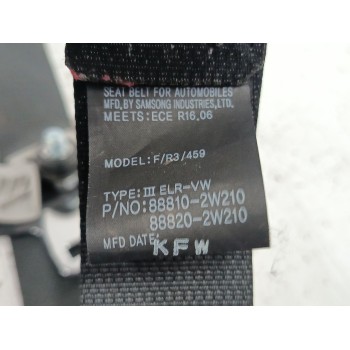 SEAT BELT FOR AUTOMOBILES
MFD,BY SAMSONG INDUSTRIES,LTD.
MEETS:ECE R16,06
MODEL: F/R3/459
TYPE: III ELR-VW
P/NO:88810-2W210
88820-2W210
MFD DATE:
KFW